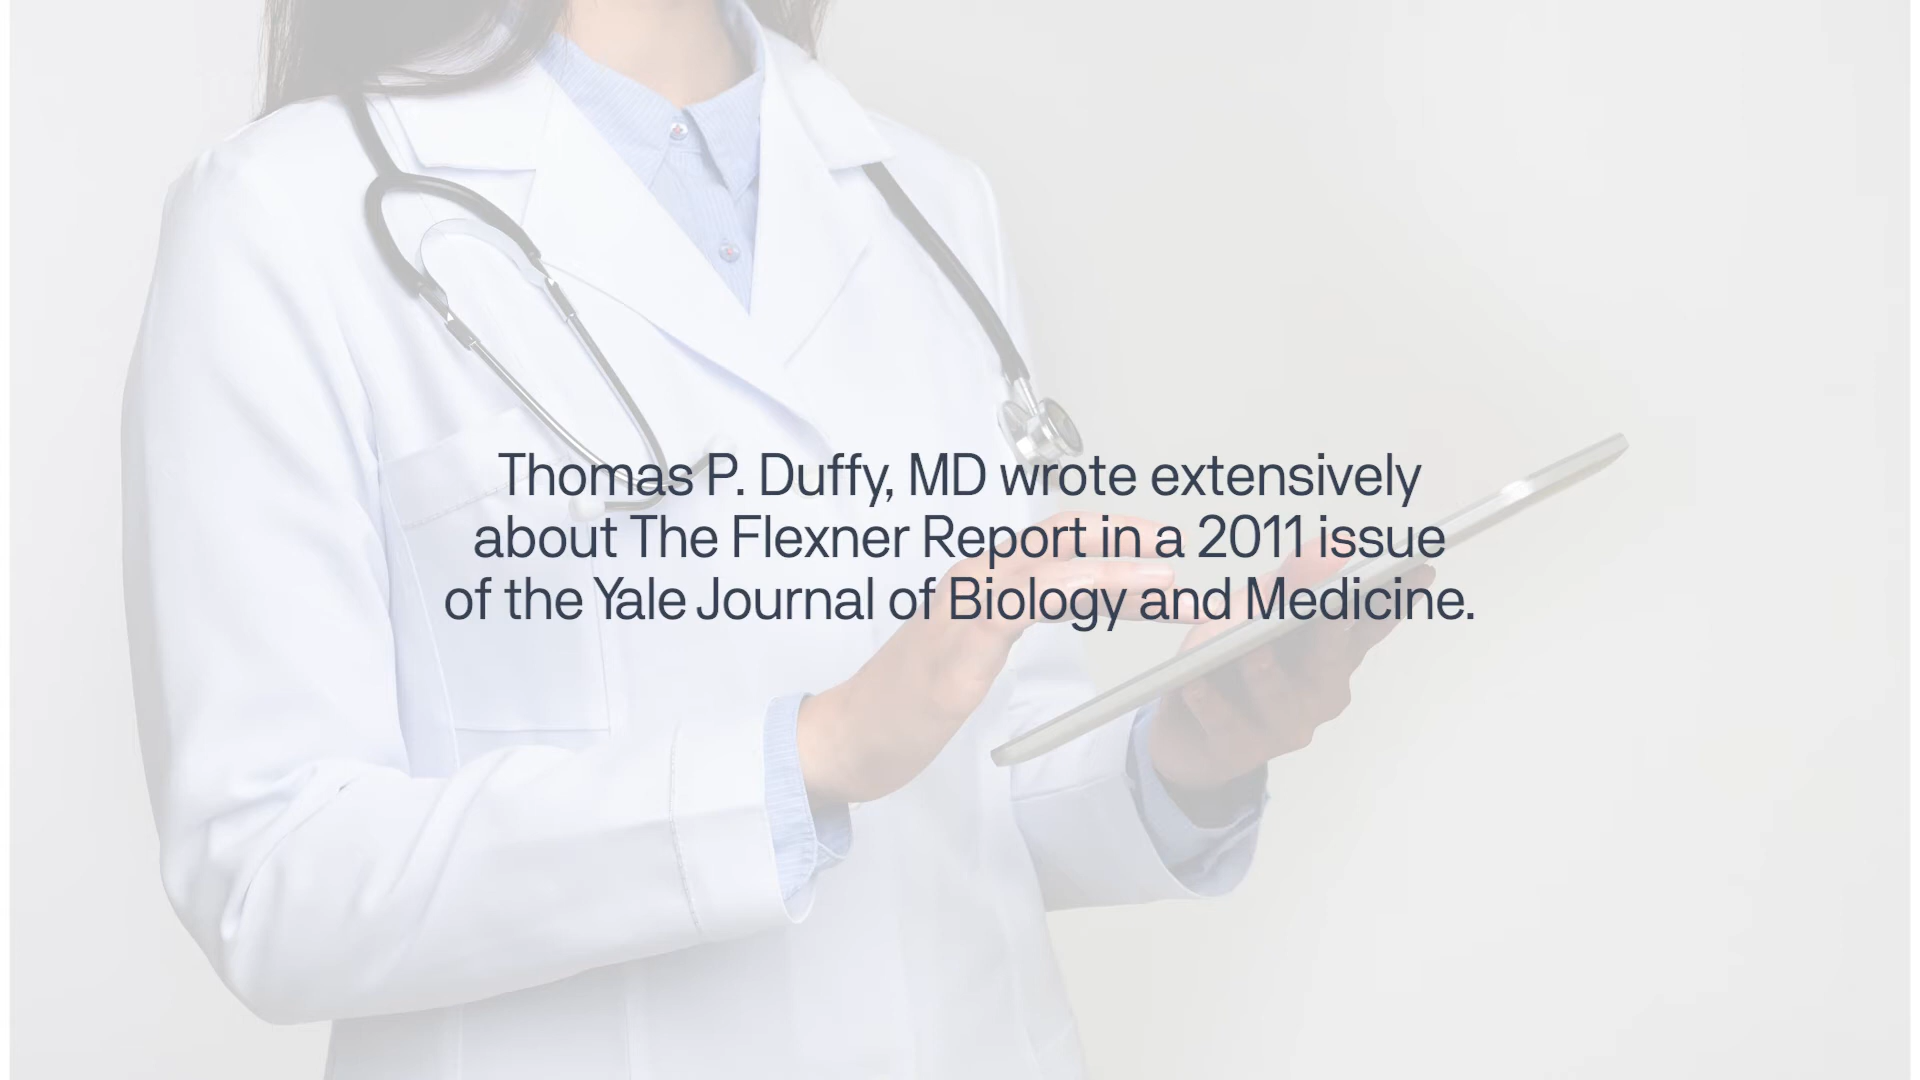 Thomas P. Duffy, MD wrote extensively
about The Flexner Report in a 2011 issue
of the Yale Journal of Biology and Medicine.